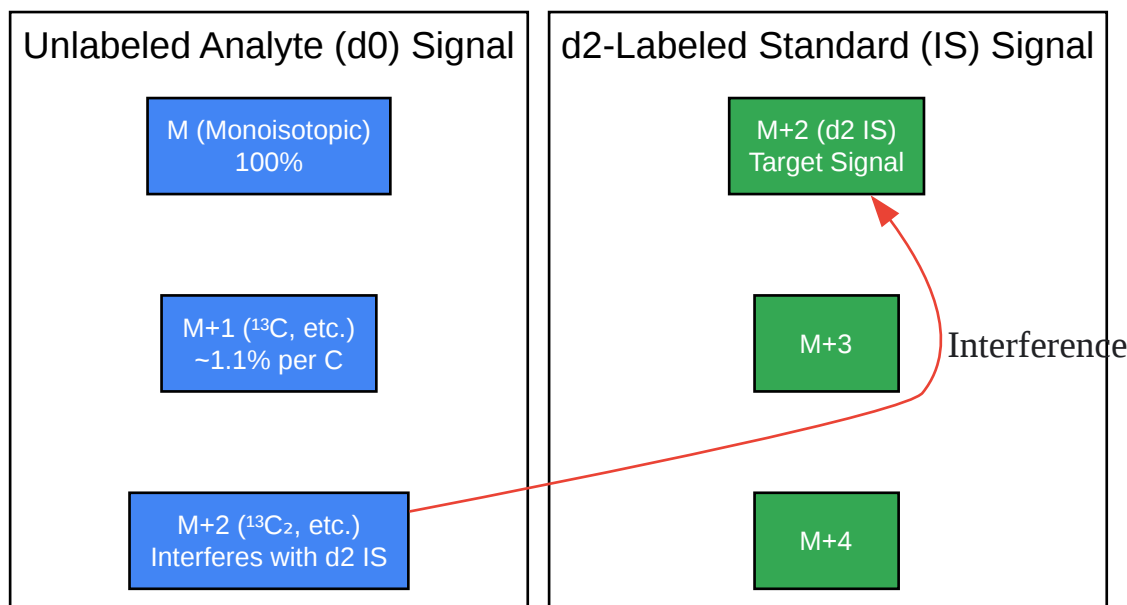 Unlabeled Analyte (d0) Signal
M (Monoisotopic)
100%
M+1 (¹³C, etc.)
~1.1% per C
M+2 (¹³C₂, etc.)
Interferes with d2 IS
d2-Labeled Standard (IS) Signal
M+2 (d2 IS)
Target Signal
M+3
Interference
M+4